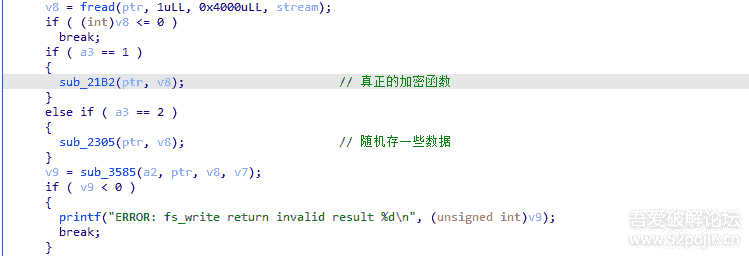 v8 = fread(ptr, 1uLL, 0x4000uLL, stream);
if ( (int)v8 <= 0 )
break;
if ( a3 == 1 )
{
sub_21B2(ptr, v8); // 真正的加密函数
}
else if ( a3 == 2 )
{
sub_2305(ptr, v8); // 随机存一些数据
}
v9 = sub_3585(a2, ptr, v8, v7);
if ( v9 < 0 )
{
printf("ERROR: fs_write return invalid result %d\n", (unsigned int)v9);
break;
}
吾爱破解论坛
www.52pojie.cn